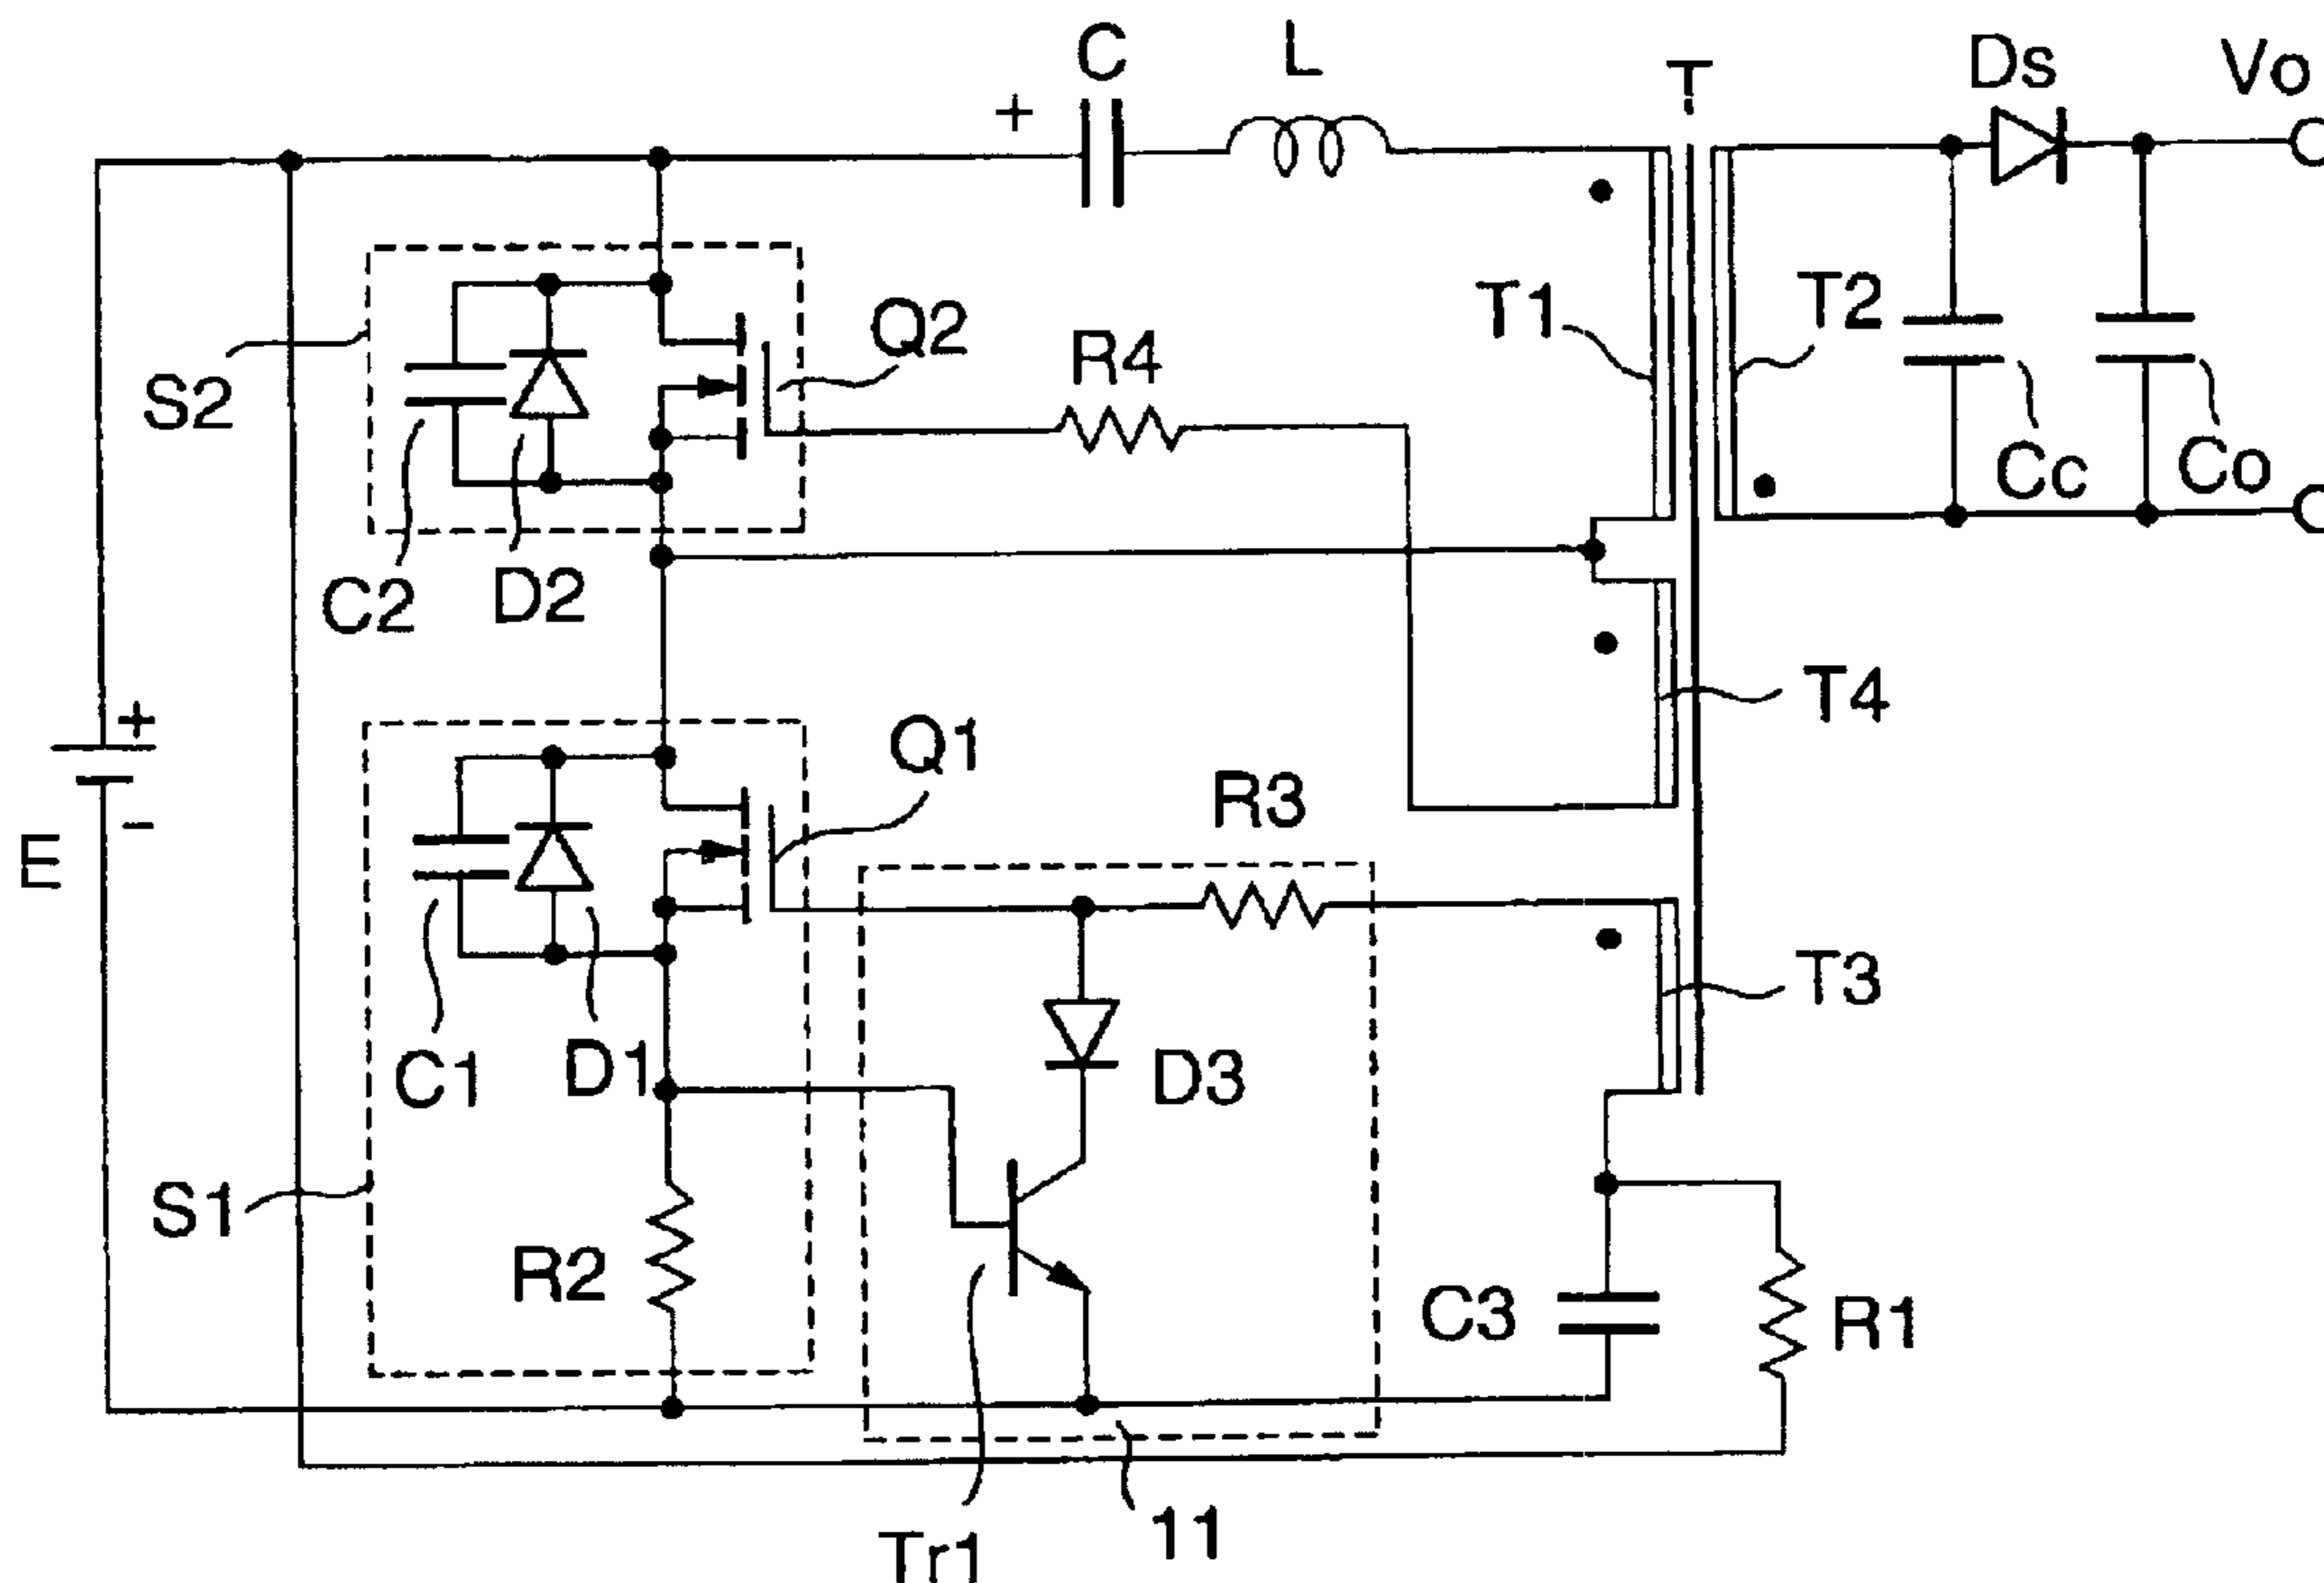 C
L
T
Ds
Vo
+
S2
Q2
R4
T1
T2
Cc
Co
C2
D2
T4
+
E
−
Q1
R3
T3
C1
D1
D3
S1
R2
C3
R1
Tr1
11